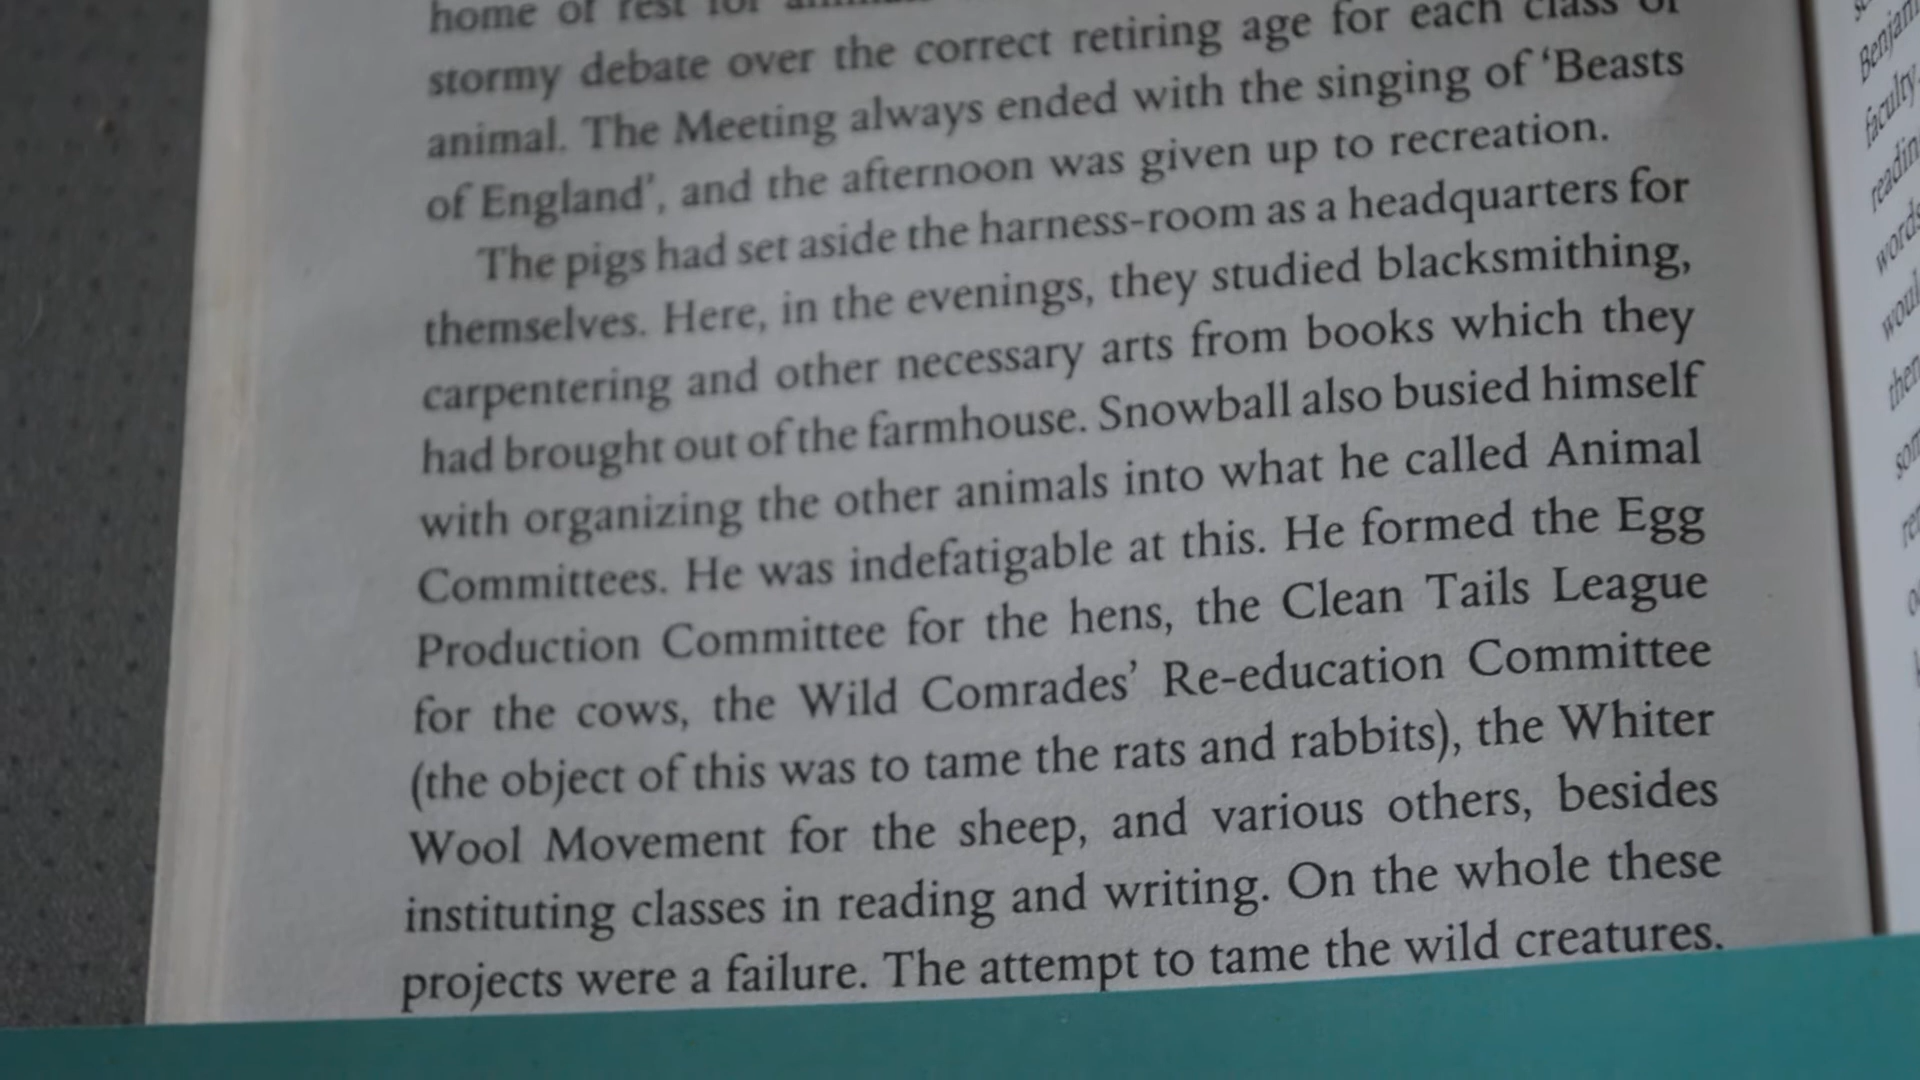 home of rest for
stormy debate over the correct retiring age for each class of
animal. The Meeting always ended with the singing of ‘Beasts
of England’, and the afternoon was given up to recreation.
The pigs had set aside the harness-room as a headquarters for
themselves. Here, in the evenings, they studied blacksmithing,
carpentering and other necessary arts from books which they
had brought out of the farmhouse. Snowball also busied himself
with organizing the other animals into what he called Animal
Committees. He was indefatigable at this. He formed the Egg
Production Committee for the hens, the Clean Tails League
for the cows, the Wild Comrades’ Re-education Committee
(the object of this was to tame the rats and rabbits), the Whiter
Wool Movement for the sheep, and various others, besides
instituting classes in reading and writing. On the whole these
projects were a failure. The attempt to tame the wild creatures,
faculty